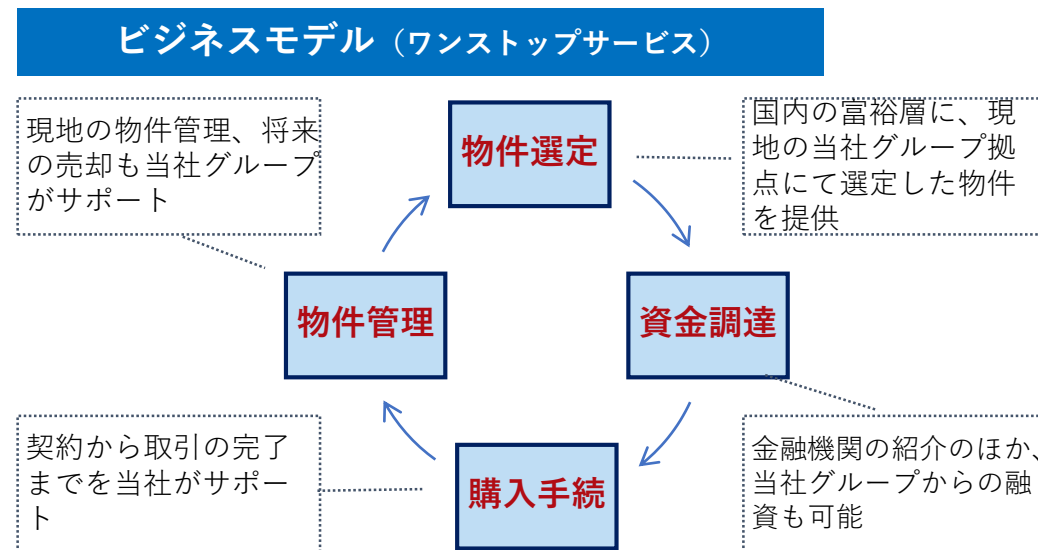 ビジネスモデル（ワンストップサービス）
現地の物件管理、将来
の売却も当社グループ
がサポート
物件選定
国内の富裕層に、現
地の当社グループ拠
点にて選定した物件
を提供
物件管理
資金調達
契約から取引の完了
までを当社がサポー
ト
購入手続
金融機関の紹介のほか、
当社グループからの融
資も可能